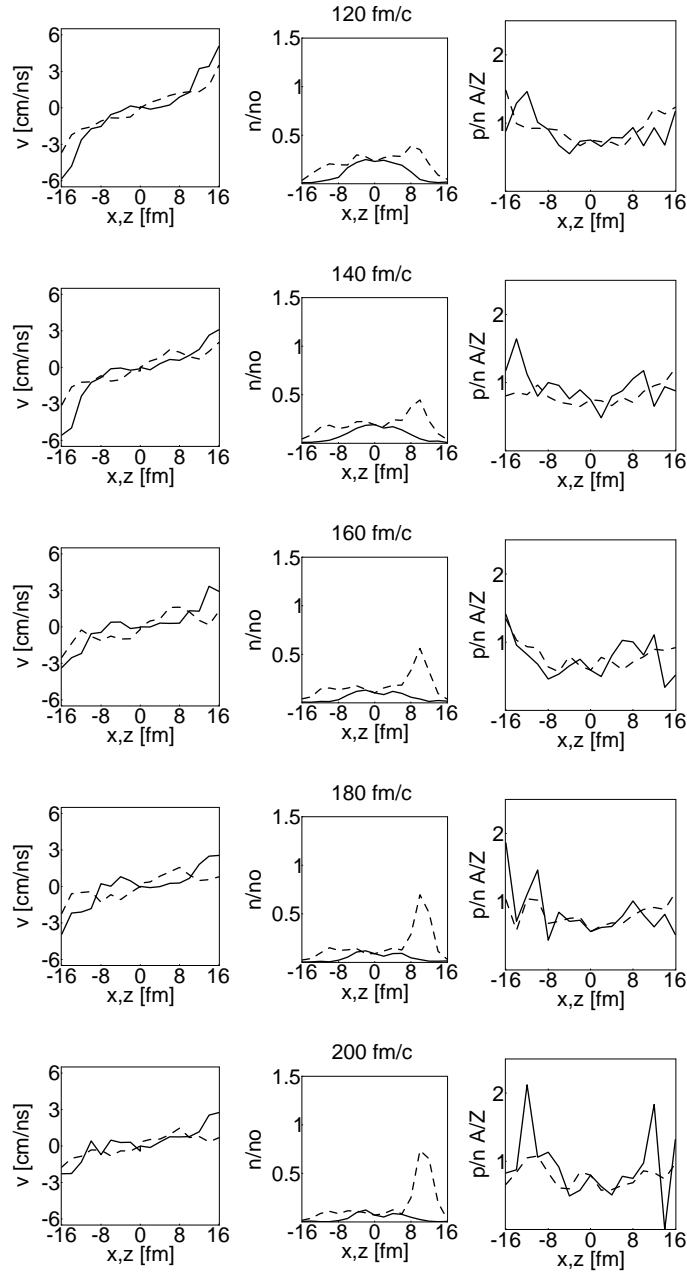 120 fm/c
v [cm/ns]
6
3
0
-3
-6
-16 -8 0 8 16
x,z [fm]
n/no
1.5
1
0.5
-16 -8 0 8 16
x,z [fm]
p/n A/Z
2
1
-16 -8 0 8 16
x,z [fm]
140 fm/c
v [cm/ns]
6
3
0
-3
-6
-16 -8 0 8 16
x,z [fm]
n/no
1.5
1
0.5
-16 -8 0 8 16
x,z [fm]
p/n A/Z
2
1
-16 -8 0 8 16
x,z [fm]
160 fm/c
v [cm/ns]
6
3
0
-3
-6
-16 -8 0 8 16
x,z [fm]
n/no
1.5
1
0.5
-16 -8 0 8 16
x,z [fm]
p/n A/Z
2
1
-16 -8 0 8 16
x,z [fm]
180 fm/c
v [cm/ns]
6
3
0
-3
-6
-16 -8 0 8 16
x,z [fm]
n/no
1.5
1
0.5
-16 -8 0 8 16
x,z [fm]
p/n A/Z
2
1
-16 -8 0 8 16
x,z [fm]
200 fm/c
v [cm/ns]
6
3
0
-3
-6
-16 -8 0 8 16
x,z [fm]
n/no
1.5
1
0.5
-16 -8 0 8 16
x,z [fm]
p/n A/Z
2
1
-16 -8 0 8 16
x,z [fm]